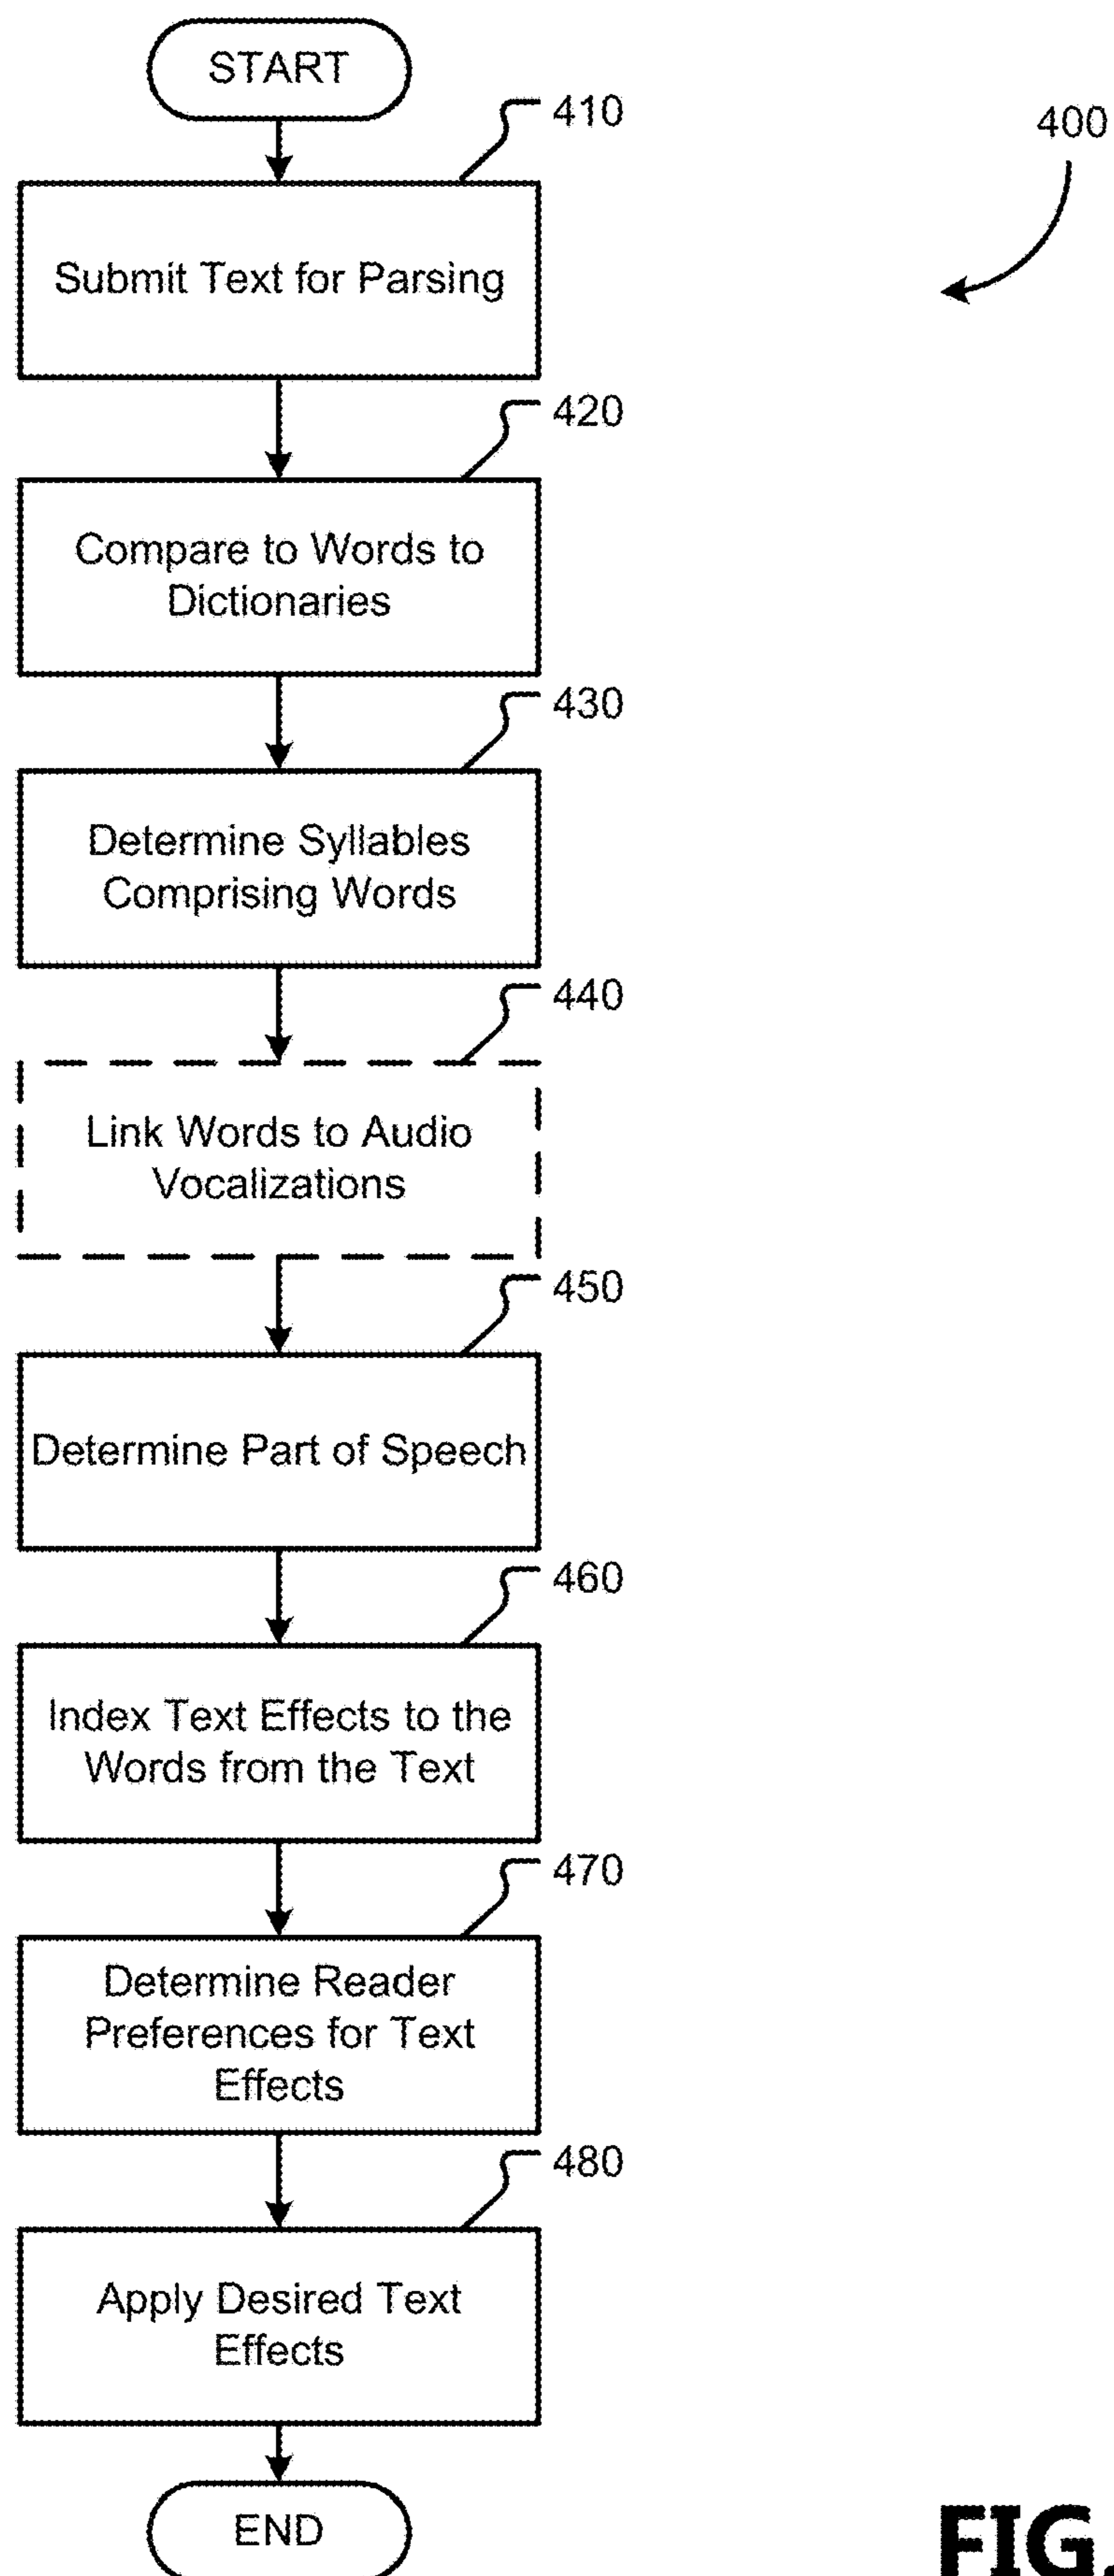 START
410
400
Submit Text for Parsing
420
Compare to Words to
Dictionaries
430
Determine Syllables
Comprising Words
440
Link Words to Audio
Vocalizations
450
Determine Part of Speech
460
Index Text Effects to the
Words from the Text
470
Determine Reader
Preferences for Text
Effects
480
Apply Desired Text
Effects
END
FIG.